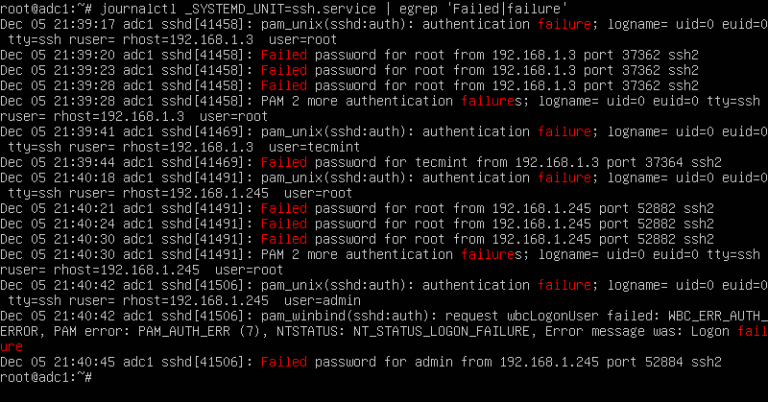 root@adc1:~# journalctl _SYSTEMD_UNIT=ssh.service | egrep 'Failed|failure'
Dec 05 21:39:17 adc1 sshd[41458]: pam_unix(sshd:auth): authentication failure; logname= uid=0 euid=0
 tty=ssh ruser= rhost=192.168.1.3  user=root
Dec 05 21:39:20 adc1 sshd[41458]: Failed password for root from 192.168.1.3 port 37362 ssh2
Dec 05 21:39:23 adc1 sshd[41458]: Failed password for root from 192.168.1.3 port 37362 ssh2
Dec 05 21:39:28 adc1 sshd[41458]: Failed password for root from 192.168.1.3 port 37362 ssh2
Dec 05 21:39:28 adc1 sshd[41458]: PAM 2 more authentication failures; logname= uid=0 euid=0 tty=ssh
ruser= rhost=192.168.1.3  user=root
Dec 05 21:39:41 adc1 sshd[41469]: pam_unix(sshd:auth): authentication failure; logname= uid=0 euid=0
 tty=ssh ruser= rhost=192.168.1.3  user=tecmint
Dec 05 21:39:44 adc1 sshd[41469]: Failed password for tecmint from 192.168.1.3 port 37364 ssh2
Dec 05 21:40:18 adc1 sshd[41491]: pam_unix(sshd:auth): authentication failure; logname= uid=0 euid=0
 tty=ssh ruser= rhost=192.168.1.245  user=root
Dec 05 21:40:21 adc1 sshd[41491]: Failed password for root from 192.168.1.245 port 52882 ssh2
Dec 05 21:40:24 adc1 sshd[41491]: Failed password for root from 192.168.1.245 port 52882 ssh2
Dec 05 21:40:30 adc1 sshd[41491]: Failed password for root from 192.168.1.245 port 52882 ssh2
Dec 05 21:40:30 adc1 sshd[41491]: PAM 2 more authentication failures; logname= uid=0 euid=0 tty=ssh
ruser= rhost=192.168.1.245  user=root
Dec 05 21:40:42 adc1 sshd[41506]: pam_unix(sshd:auth): authentication failure; logname= uid=0 euid=0
 tty=ssh ruser= rhost=192.168.1.245  user=admin
Dec 05 21:40:42 adc1 sshd[41506]: pam_winbind(sshd:auth): request wbcLogonUser failed: WBC_ERR_AUTH_
ERROR, PAM error: PAM_AUTH_ERR (7), NTSTATUS: NT_STATUS_LOGON_FAILURE, Error message was: Logon fail
ure
Dec 05 21:40:45 adc1 sshd[41506]: Failed password for admin from 192.168.1.245 port 52884 ssh2
root@adc1:~#